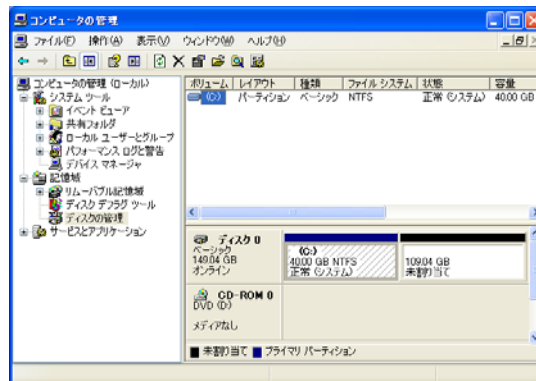 コンピュータの管理
ファイル(F) 操作(A) 表示(V) ウィンドウ(W) ヘルプ(H)
コンピュータの管理 (ローカル)
システム ツール
イベント ビューア
共有フォルダ
ローカル ユーザーとグループ
パフォーマンス ログと警告
デバイス マネージャ
記憶域
リムーバブル記憶域
ディスク デフラグ ツール
ディスクの管理
サービスとアプリケーション
ボリューム レイアウト 種類 ファイル システム 状態 容量
(C:) パーティション ベーシック NTFS 正常 (システム) 40.00 GB
ディスク 0
ベーシック
149.04 GB
オンライン
(C:)
40.00 GB NTFS
正常 (システム)
109.04 GB
未割り当て
CD-ROM 0
DVD (D:)
メディアなし
未割り当て プライマリ パーティション